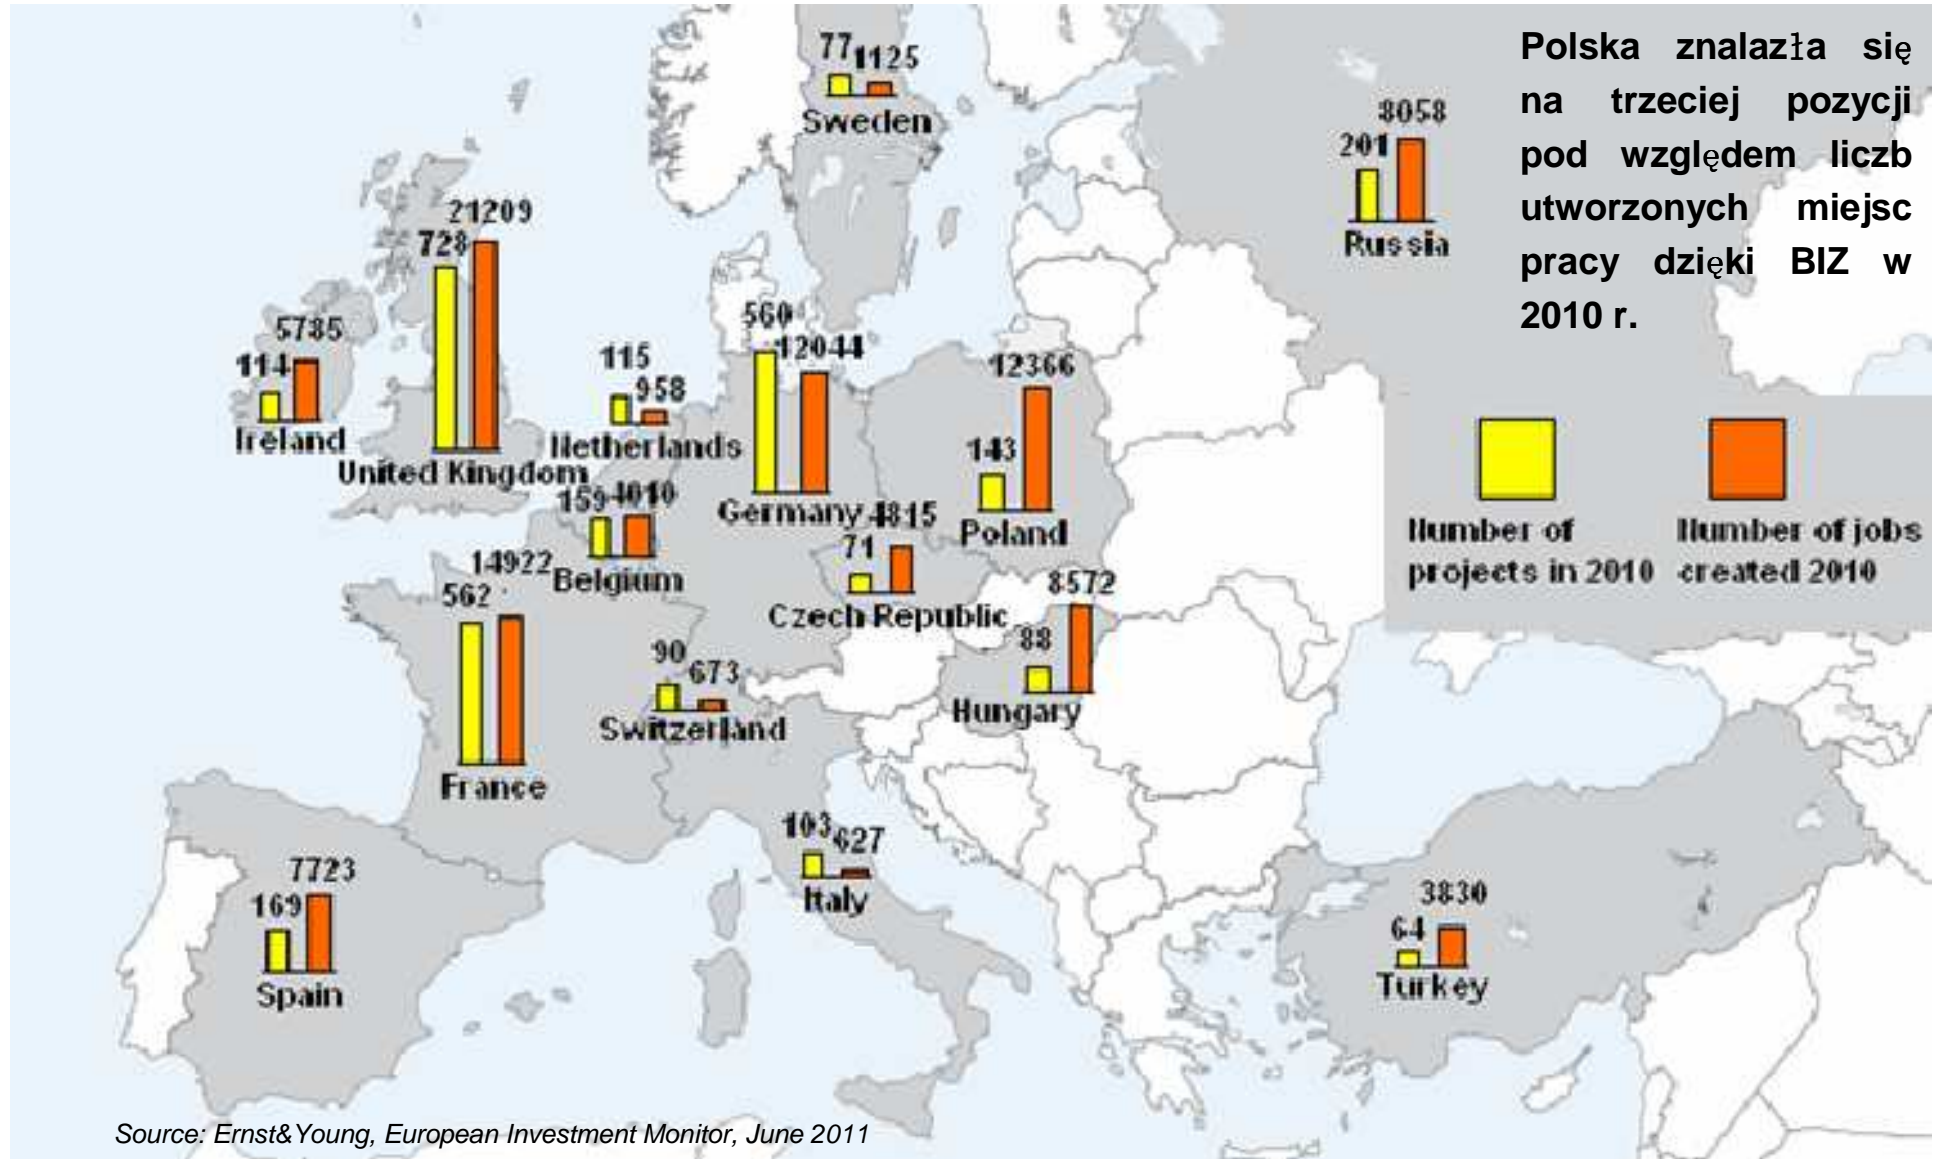 Polska znalazła się
na trzeciej pozycji
pod względem liczb
utworzonych miejsc
pracy dzięki BIZ w
2010 r.
77 1125
Sweden
8058
201
Russia
21209
728
United Kingdom
5785
114
Ireland
115
958
Netherlands
560
12044
Germany
12366
143
Poland
159 4010
Belgium
4815
71
Czech Republic
14922
562
France
8572
88
Hungary
90
673
Switzerland
103
627
Italy
7723
169
Spain
3830
64
Turkey
Number of
projects in 2010
Number of jobs
created 2010
Source: Ernst&Young, European Investment Monitor, June 2011